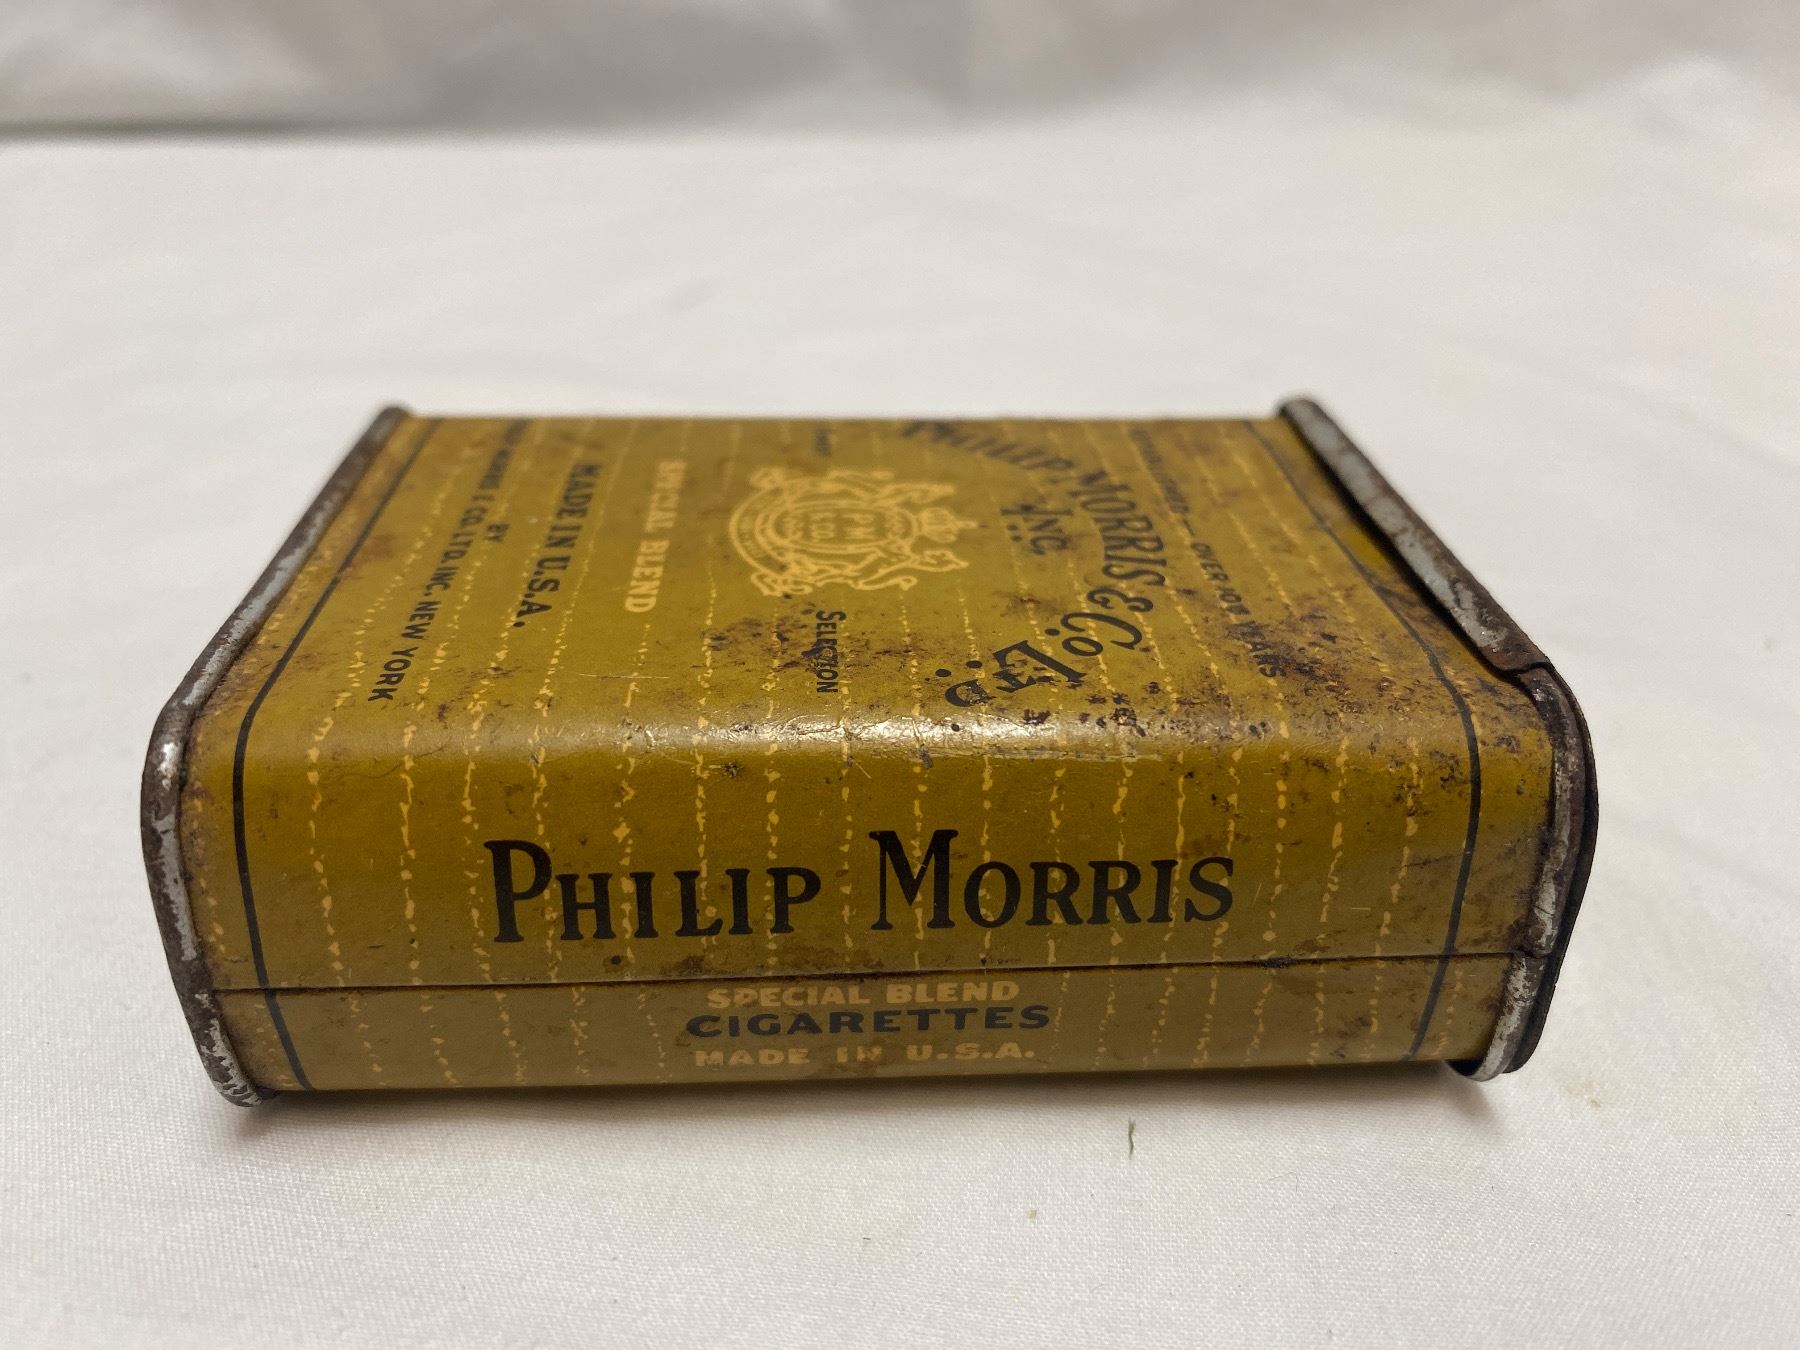 PHILIP MORRIS
SPECIAL BLEND
CIGARETTES
MADE IN U.S.A.
OVER YEARS
PHILIP MORRIS & Co. LTD.
INC.
SELECTION
SPECIAL BLEND
MADE IN U.S.A.
BY
MORRIS & CO. LTD. INC. NEW YORK